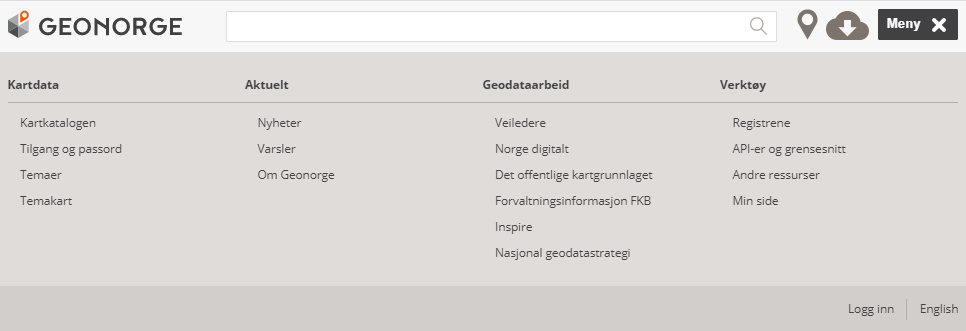 GEONORGE
Meny
Kartdata
Kartkatalogen
Tilgang og passord
Temaer
Temakart
Aktuelt
Nyheter
Varsler
Om Geonorge
Geodataarbeid
Veiledere
Norge digitalt
Det offentlige kartgrunnlaget
Forvaltningsinformasjon FKB
Inspire
Nasjonal geodatastrategi
Verktøy
Registrene
API-er og grensesnitt
Andre ressurser
Min side
Logg inn
English